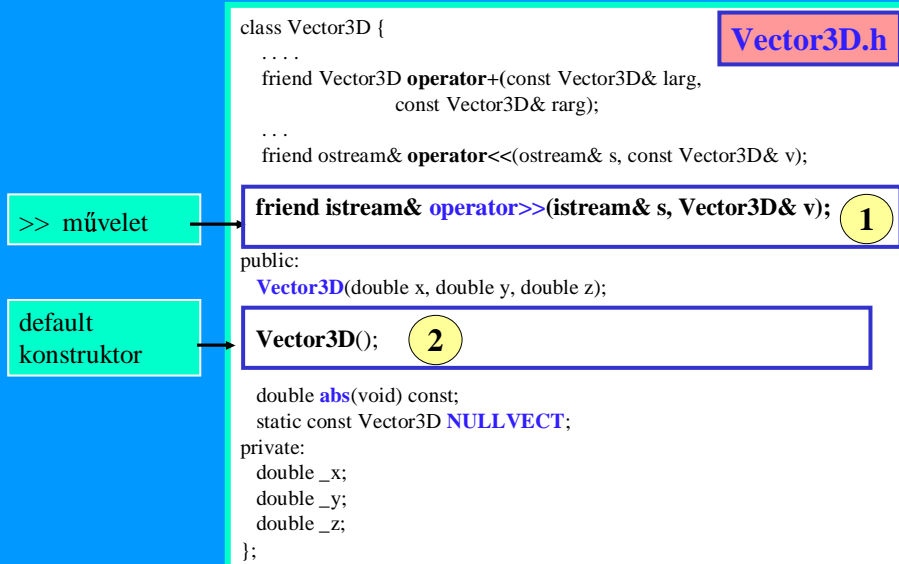 class Vector3D {
Vector3D.h
. . . .
friend Vector3D operator+(const Vector3D& larg,
const Vector3D& rarg);
. . .
friend ostream& operator<<(ostream& s, const Vector3D& v);
>> művelet
friend istream& operator>>(istream& s, Vector3D& v);
1
public:
Vector3D(double x, double y, double z);
default
konstruktor
Vector3D();
2
double abs(void) const;
static const Vector3D NULLVECT;
private:
double _x;
double _y;
double _z;
};